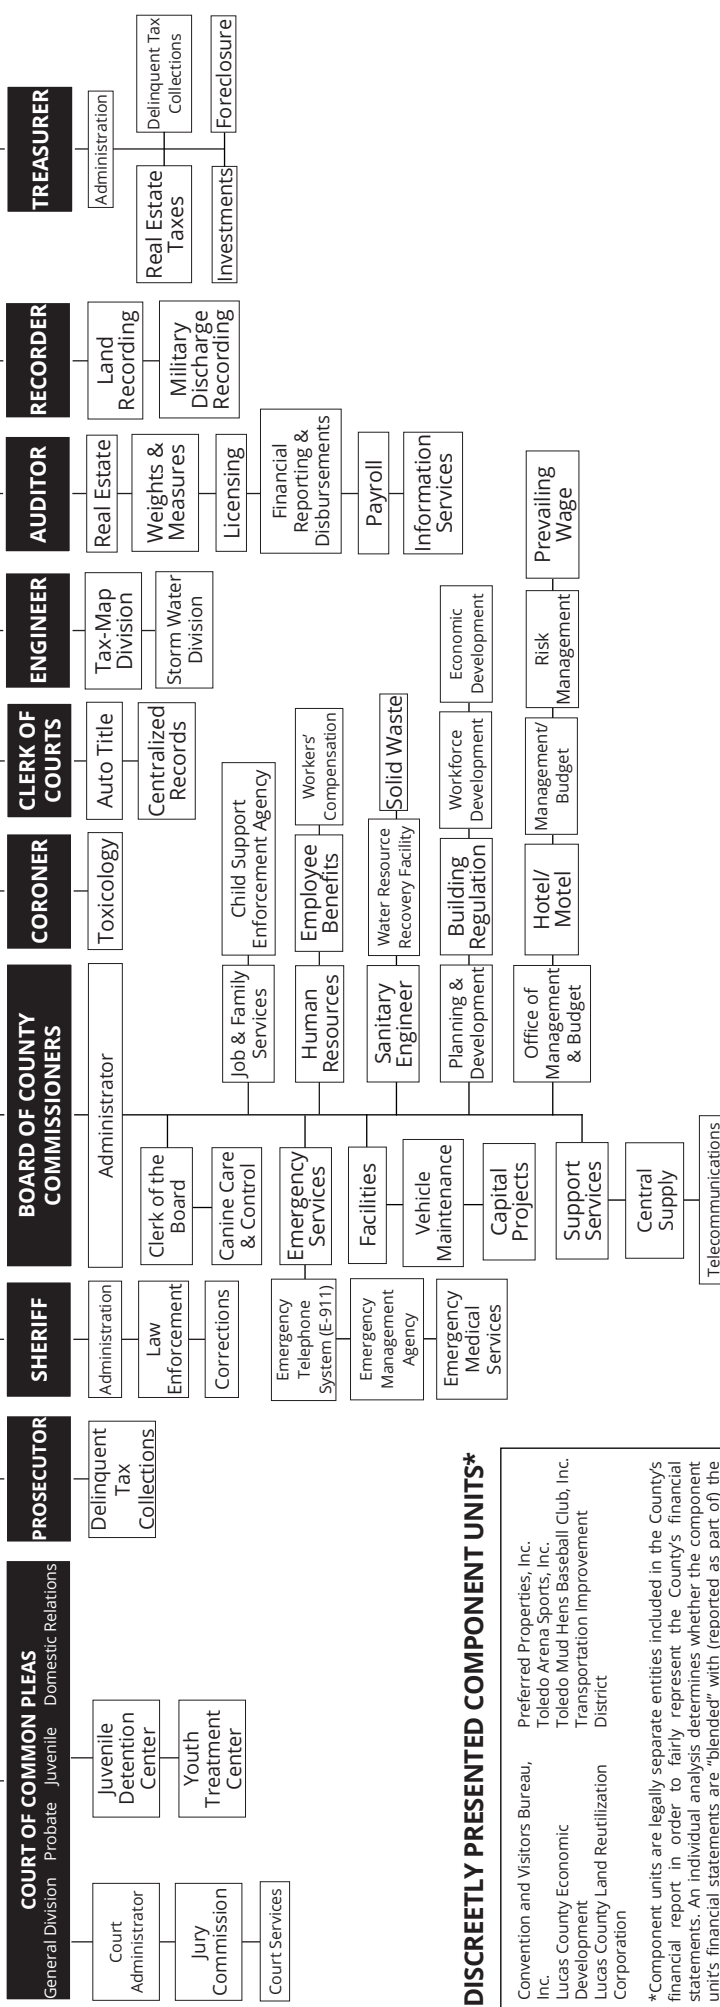 COURT OF COMMON PLEAS
General Division Probate Juvenile Domestic Relations
Court
Administrator
Jury
Commission
Court Services
Juvenile
Detention
Center
Youth
Treatment
Center
PROSECUTOR
Delinquent
Tax
Collections
SHERIFF
Administration
Law
Enforcement
Corrections
BOARD OF COUNTY
COMMISSIONERS
Administrator
Clerk of the
Board
Canine Care
& Control
Emergency
Services
Emergency
Telephone
System (E-911)
Emergency
Management
Agency
Emergency
Medical
Services
Facilities
Vehicle
Maintenance
Capital
Projects
Support
Services
Central
Supply
Telecommunications
Job & Family
Services
Child Support
Enforcement Agency
Human
Resources
Employee
Benefits
Workers'
Compensation
Sanitary
Engineer
Water Resource
Recovery Facility
Solid Waste
Planning &
Development
Building
Regulation
Workforce
Development
Economic
Development
Office of
Management
& Budget
Hotel/
Motel
Management/
Budget
Risk
Management
Prevailing
Wage
CORONER
Toxicology
CLERK OF
COURTS
Auto Title
Centralized
Records
ENGINEER
Tax-Map
Division
Storm Water
Division
AUDITOR
Real Estate
Weights &
Measures
Licensing
Financial
Reporting &
Disbursements
Payroll
Information
Services
RECORDER
Land
Recording
Military
Discharge
Recording
TREASURER
Administration
Real Estate
Taxes
Delinquent Tax
Collections
Investments
Foreclosure
DISCREETLY PRESENTED COMPONENT UNITS*
Convention and Visitors Bureau,
Inc.
Lucas County Economic
Development
Lucas County Land Reutilization
Corporation
Preferred Properties, Inc.
Toledo Arena Sports, Inc.
Toledo Mud Hens Baseball Club, Inc.
Transportation Improvement
District
*Component units are legally separate entities included in the County's
financial report in order to fairly represent the County's financial
statements. An individual analysis determines whether the component
unit's financial statements are "blended" with (reported as part of) the